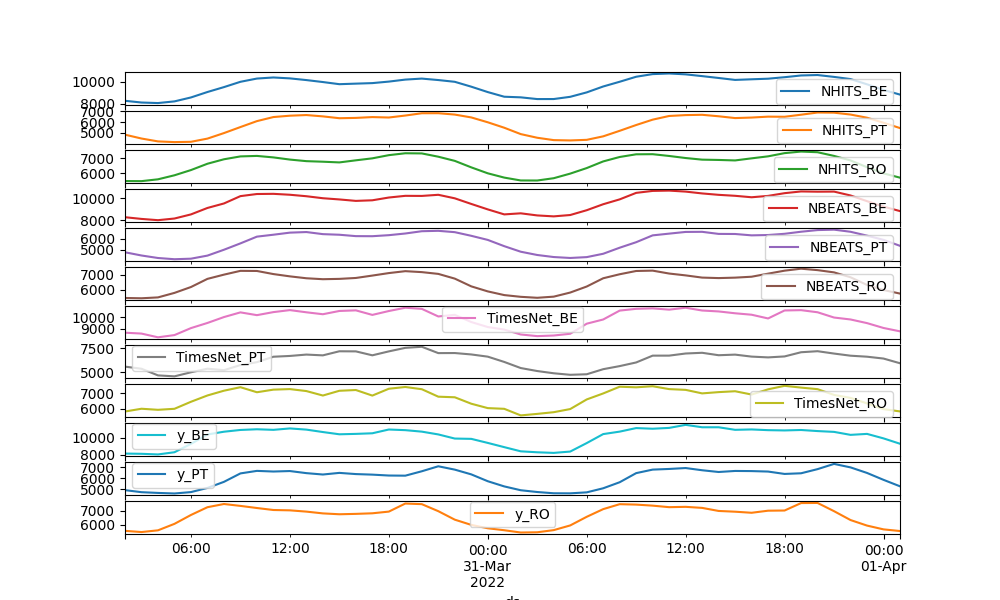 10000
8000
NHITS_BE
7000
6000
5000
NHITS_PT
7000
6000
NHITS_RO
10000
8000
NBEATS_BE
6000
5000
NBEATS_PT
7000
6000
NBEATS_RO
10000
9000
TimesNet_BE
7500
5000
TimesNet_PT
7000
6000
TimesNet_RO
10000
8000
y_BE
7000
6000
5000
y_PT
7000
6000
y_RO
06:00 12:00 18:00 00:00 06:00 12:00 18:00 00:00
31-Mar 01-Apr
2022